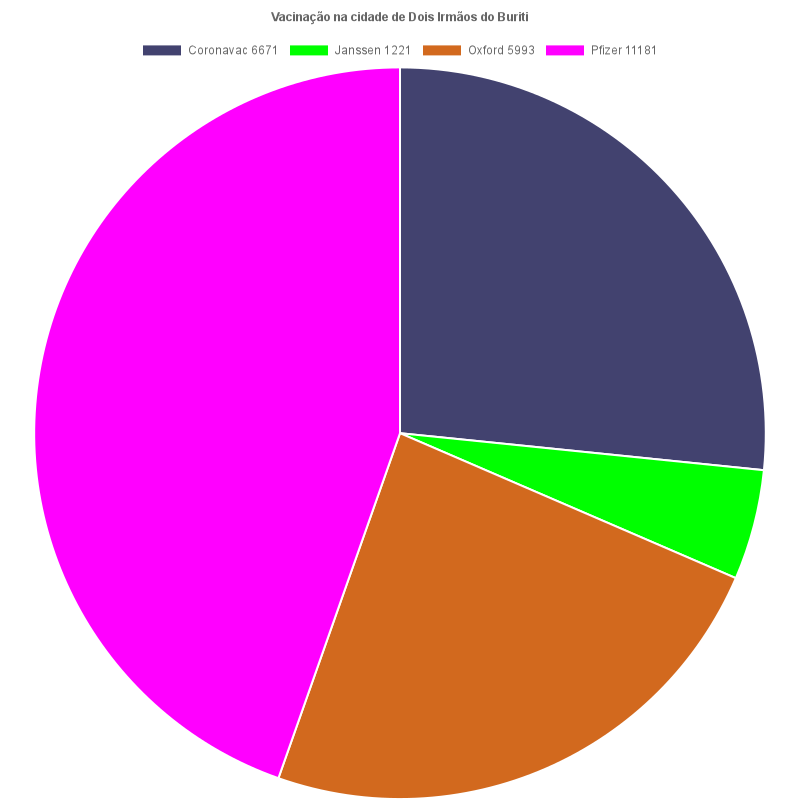 Vacinação na cidade de Dois Irmãos do Buriti
Coronavac 6671 Janssen 1221 Oxford 5993 Pfizer 11181